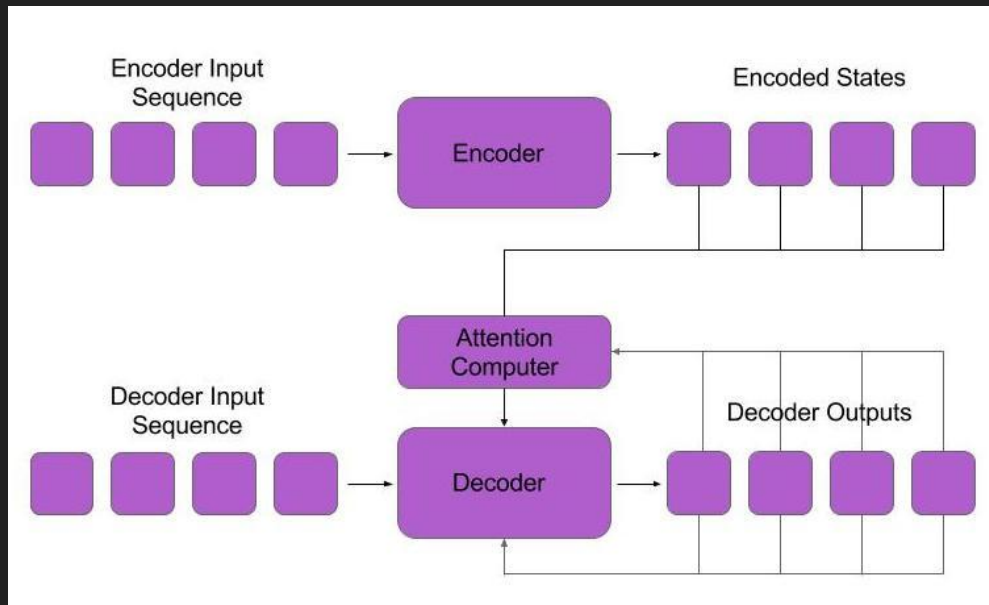 Encoder Input
Sequence
Encoder
Encoded States
Attention
Computer
Decoder Input
Sequence
Decoder
Decoder Outputs